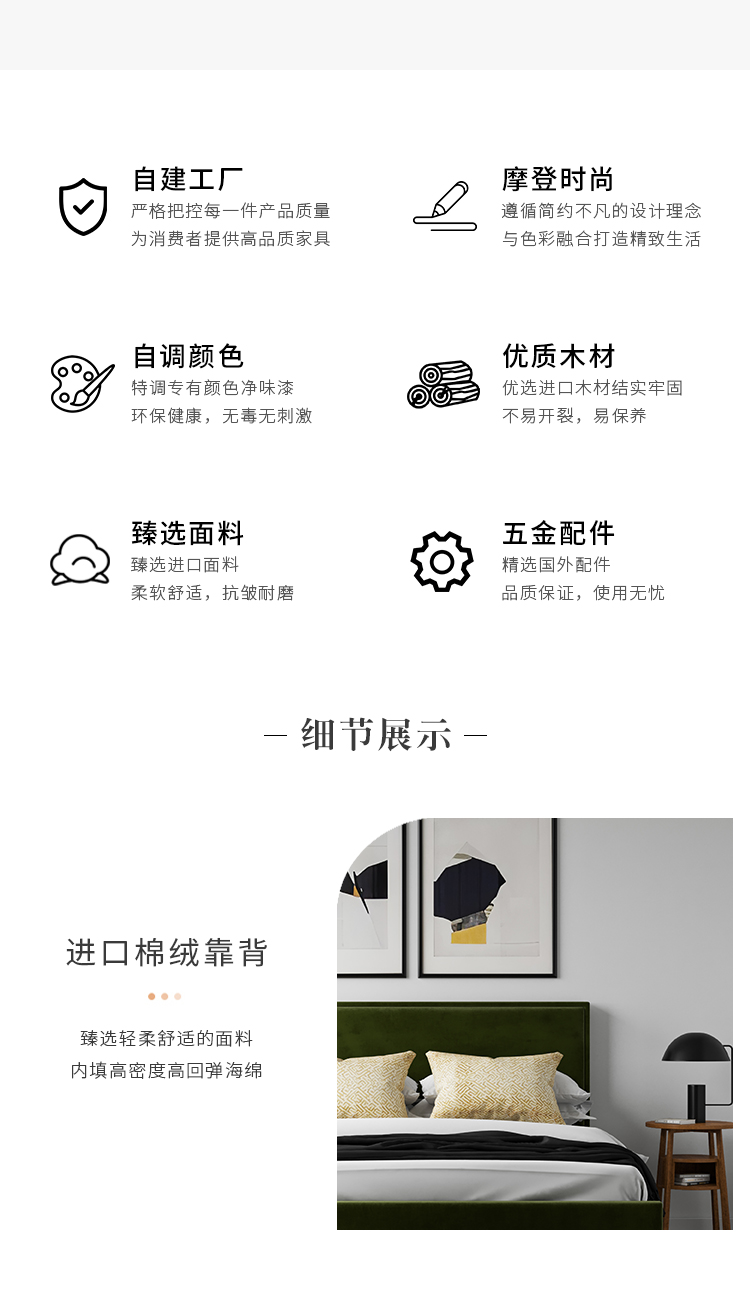 自建工厂
严格把控每一件产品质量
为消费者提供高品质家具
摩登时尚
遵循简约不凡的设计理念
与色彩融合打造精致生活
自调颜色
特调专有颜色净味漆
环保健康，无毒无刺激
优质木材
优选进口木材结实牢固
不易开裂，易保养
臻选面料
臻选进口面料
柔软舒适，抗皱耐磨
五金配件
精选国外配件
品质保证，使用无忧
细节展示
进口棉绒靠背
臻选轻柔舒适的面料
内填高密度高回弹海绵